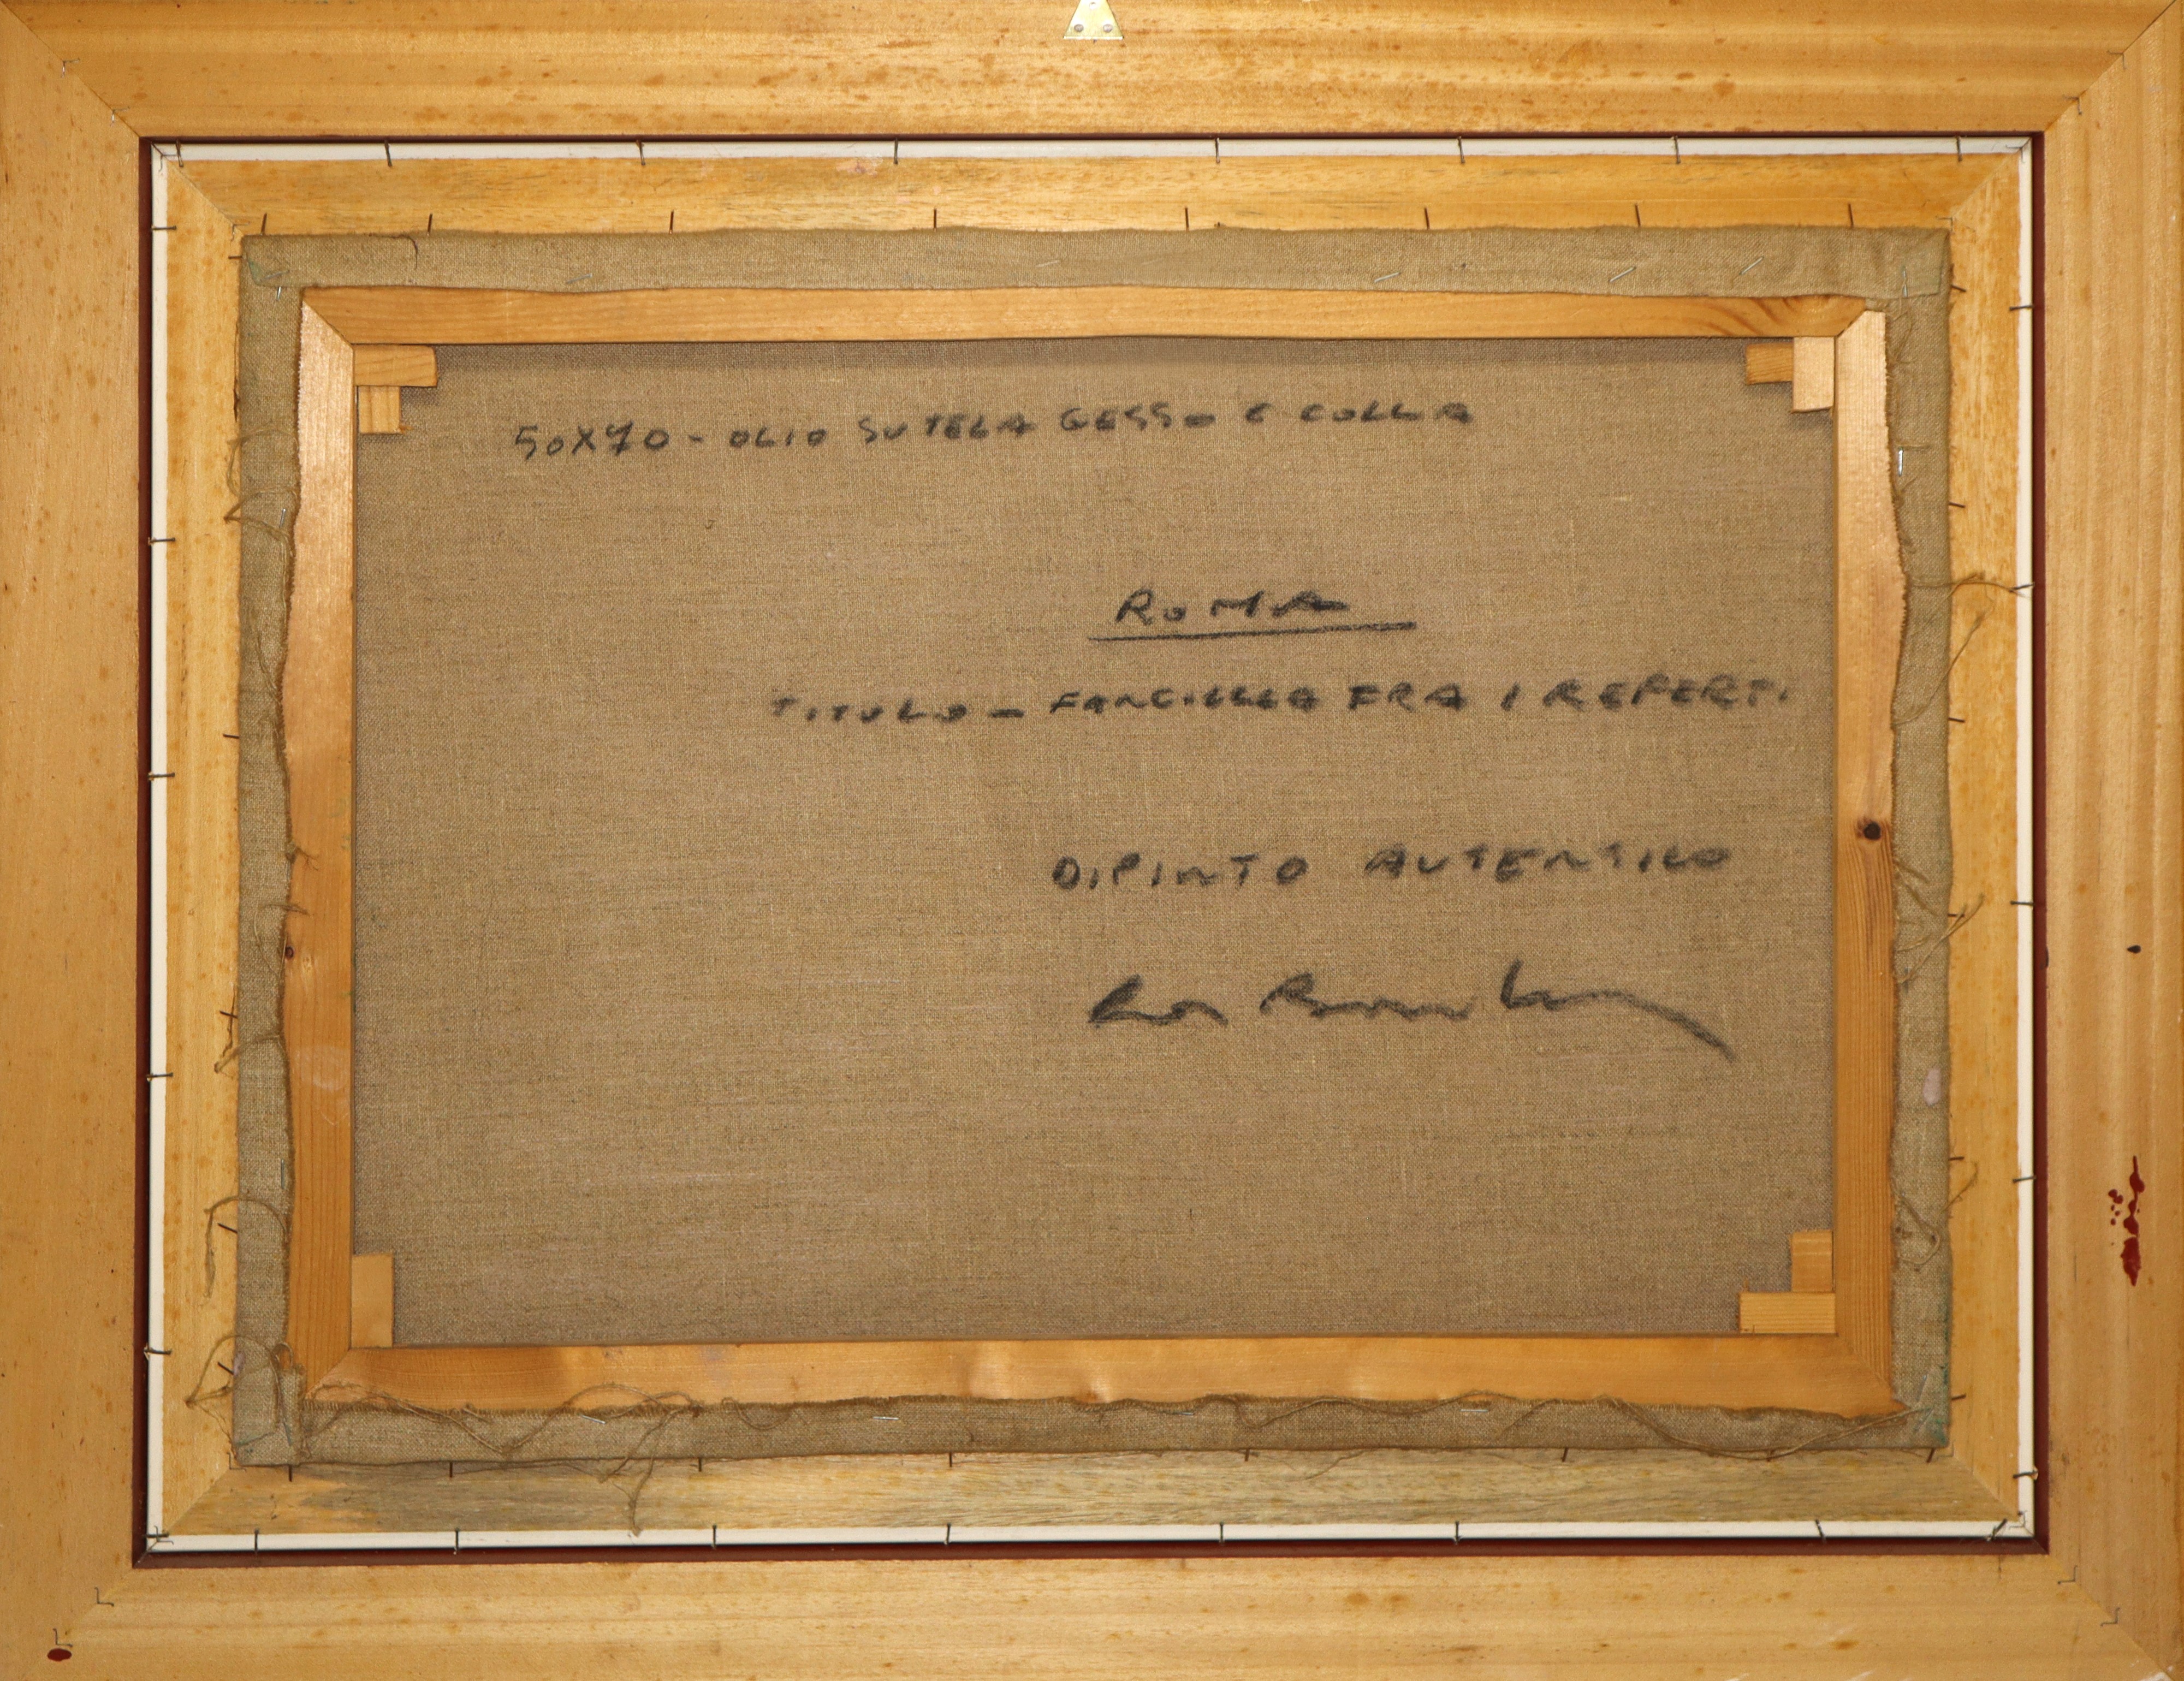 50X70 - OLIO SU TELA GESSO E COLLA
ROMA
TITOLO - FANCIULLA FRA I REPERTI
DIPINTO AUTENTICO